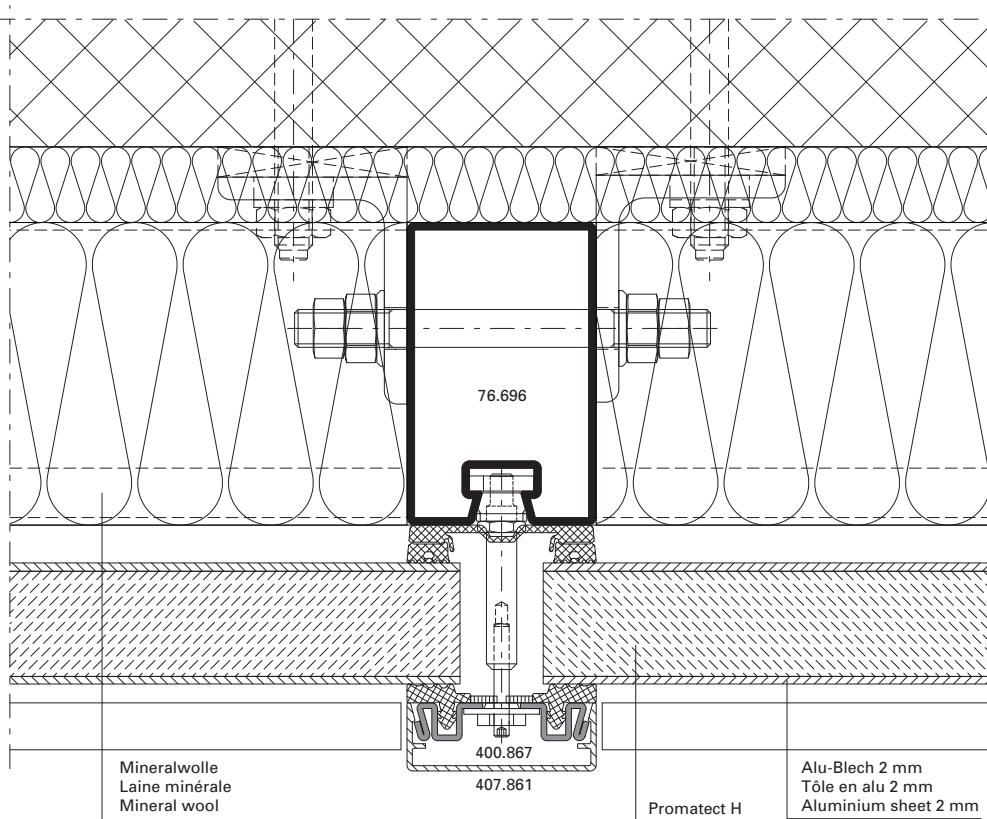 76.696
400.867
407.861
Mineralwolle
Laine minérale
Mineral wool
Promatect H
Alu-Blech 2 mm
Tôle en alu 2 mm
Aluminium sheet 2 mm